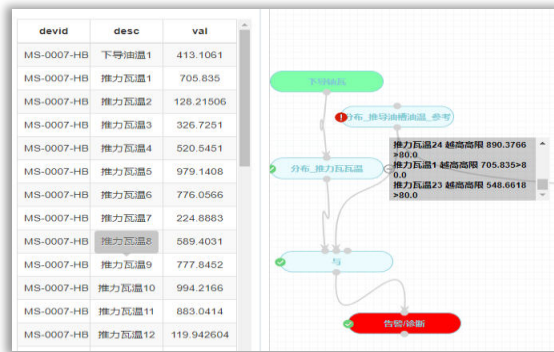 devid desc val
MS-0007-HB 下导油温1 413.1061
MS-0007-HB 推力瓦温1 705.835
MS-0007-HB 推力瓦温2 128.21506
MS-0007-HB 推力瓦温3 326.7251
MS-0007-HB 推力瓦温4 520.5451
MS-0007-HB 推力瓦温5 979.1408
MS-0007-HB 推力瓦温6 776.0566
MS-0007-HB 推力瓦温7 224.8883
MS-0007-HB 推力瓦温8 589.4031
MS-0007-HB 推力瓦温9 777.8452
MS-0007-HB 推力瓦温10 994.2166
MS-0007-HB 推力瓦温11 883.0414
MS-0007-HB 推力瓦温12 119.942604
分布_推导油槽油温_参考
推力瓦温24 越高高限 890.3766
>80.0
推力瓦温1 越高高限 705.835>8
0.0
推力瓦温23 越高高限 548.6618
>80.0
分布_推力瓦瓦温
与
告警/诊断